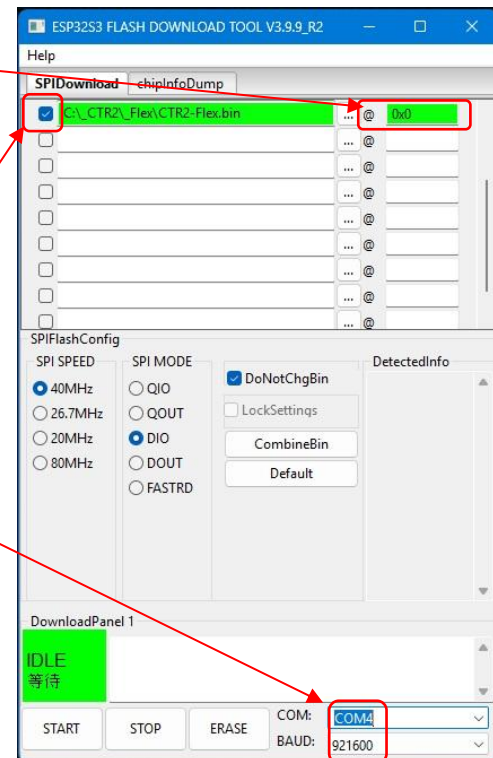 ESP32S3 FLASH DOWNLOAD TOOL V3.9.9_R2
Help
SPIDownload chipInfoDump
C:\_CTR2\_Flex\CTR2-Flex.bin ... @ 0x0
... @
... @
... @
... @
... @
... @
... @
... @
SPIFlashConfig
SPI SPEED SPI MODE DetectedInfo
40MHz QIO DoNotChgBin
26.7MHz QOUT LockSettings
20MHz DIO CombineBin
80MHz DOUT Default
FASTRD
DownloadPanel 1
IDLE
等待
START STOP ERASE COM: COM4
BAUD: 921600